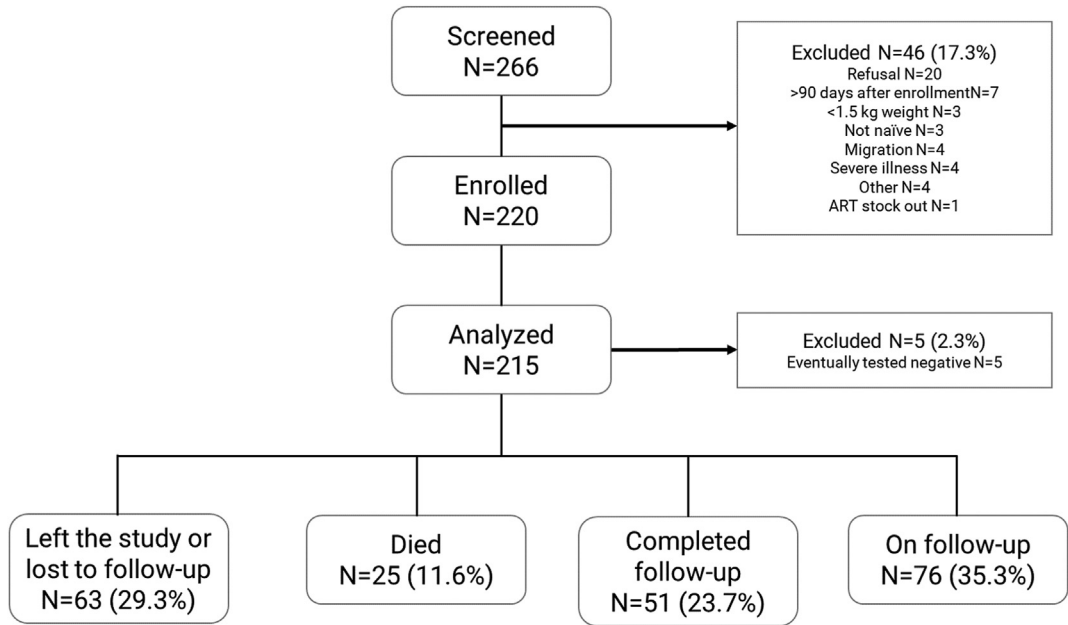 Screened
N=266
Excluded N=46 (17.3%)
Refusal N=20
>90 days after enrollmentN=7
<1.5 kg weight N=3
Not naïve N=3
Migration N=4
Severe illness N=4
Other N=4
ART stock out N=1
Enrolled
N=220
Analyzed
N=215
Excluded N=5 (2.3%)
Eventually tested negative N=5
Left the study or
lost to follow-up
N=63 (29.3%)
Died
N=25 (11.6%)
Completed
follow-up
N=51 (23.7%)
On follow-up
N=76 (35.3%)